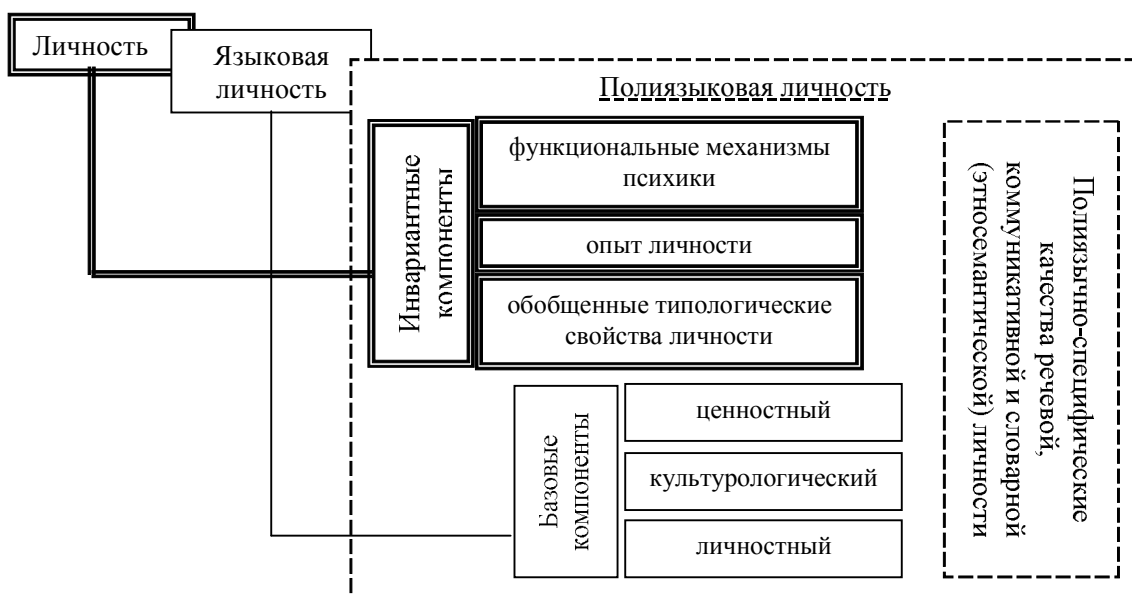 Личность
Языковая
личность
Полиязыковая личность
Инвариантные
компоненты
функциональные механизмы
психики
опыт личности
обобщенные типологические
свойства личности
Базовые
компоненты
ценностный
культурологический
личностный
Полиязычно-специфические
качества речевой,
коммуникативной и словарной
(этносемантической) личности